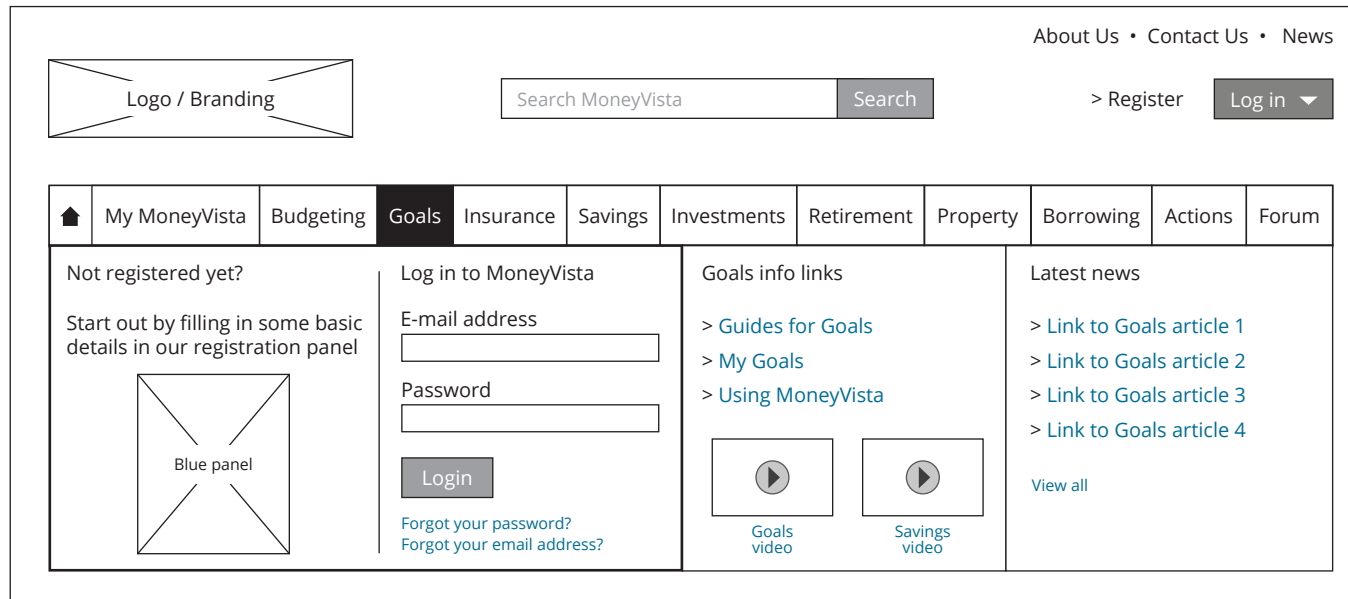 About Us • Contact Us • News
Logo / Branding
Search MoneyVista
Search
> Register
Log in
My MoneyVista
Budgeting
Goals
Insurance
Savings
Investments
Retirement
Property
Borrowing
Actions
Forum
Not registered yet?
Start out by filling in some basic
details in our registration panel
Blue panel
Log in to MoneyVista
E-mail address
Password
Login
Forgot your password?
Forgot your email address?
Goals info links
> Guides for Goals
> My Goals
> Using MoneyVista
Goals
video
Savings
video
Latest news
> Link to Goals article 1
> Link to Goals article 2
> Link to Goals article 3
> Link to Goals article 4
View all